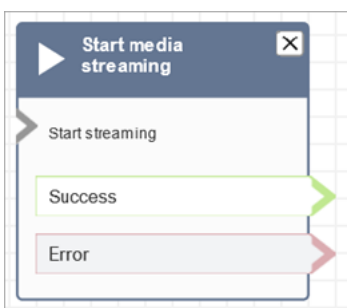 Start media
streaming
Start streaming
Success
Error